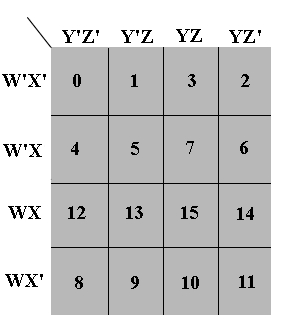 Y'Z' Y'Z YZ YZ'
W'X' 0 1 3 2
W'X 4 5 7 6
WX 12 13 15 14
WX' 8 9 10 11